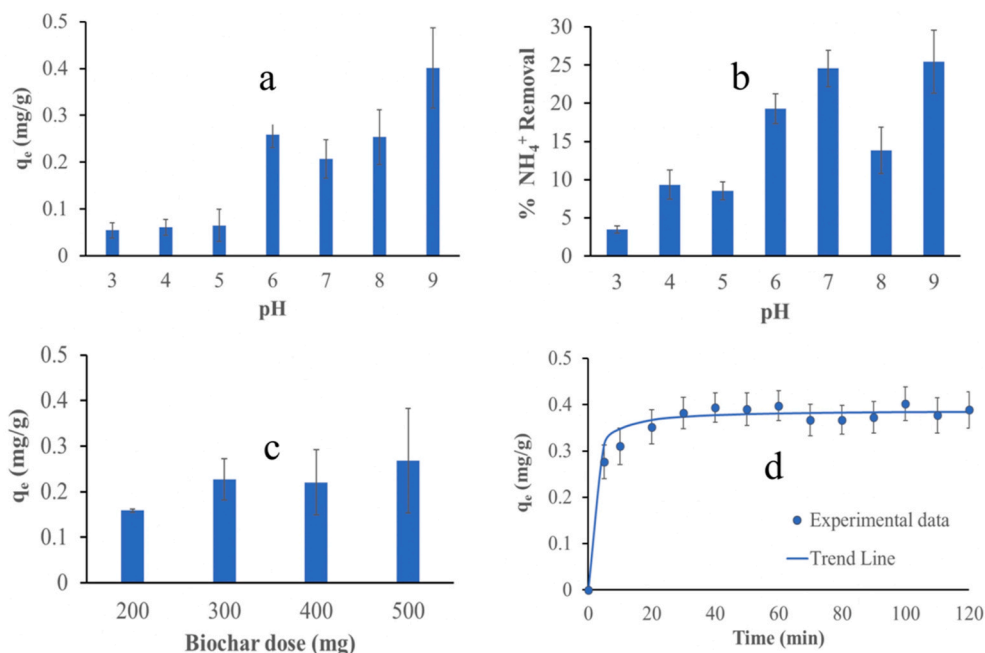 0.5
0.4
0.3
0.2
0.1
0
qe (mg/g)
a
3 4 5 6 7 8 9
pH
30
25
20
15
10
5
0
% NH4+ Removal
b
3 4 5 6 7 8 9
pH
0.5
0.4
0.3
0.2
0.1
0
qe (mg/g)
c
200 300 400 500
Biochar dose (mg)
0.5
0.4
0.3
0.2
0.1
0
qe (mg/g)
d
Experimental data
Trend Line
0 20 40 60 80 100 120
Time (min)